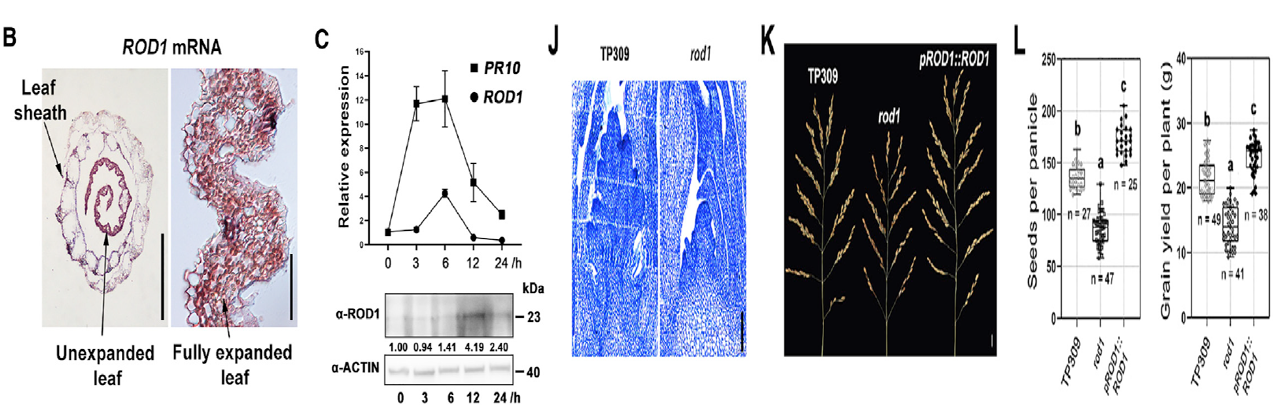 B
ROD1 mRNA
Leaf
sheath
Unexpanded
leaf
Fully expanded
leaf
C
Relative expression
16
14
12
10
8
6
4
2
0
PR10
ROD1
0 3 6 12 24 /h
kDa
α-ROD1
23
1.00 0.94 1.41 4.19 2.40
α-ACTIN
40
0 3 6 12 24 /h
J
TP309 rod1
K
TP309
rod1
pROD1::ROD1
L
Seeds per panicle
250
200
150
100
50
0
b
a
c
n = 27
n = 47
n = 25
TP309
rod1
pROD1::
ROD1
Grain yield per plant (g)
40
30
20
10
0
b
a
c
n = 49
n = 41
n = 38
TP309
rod1
pROD1::
ROD1